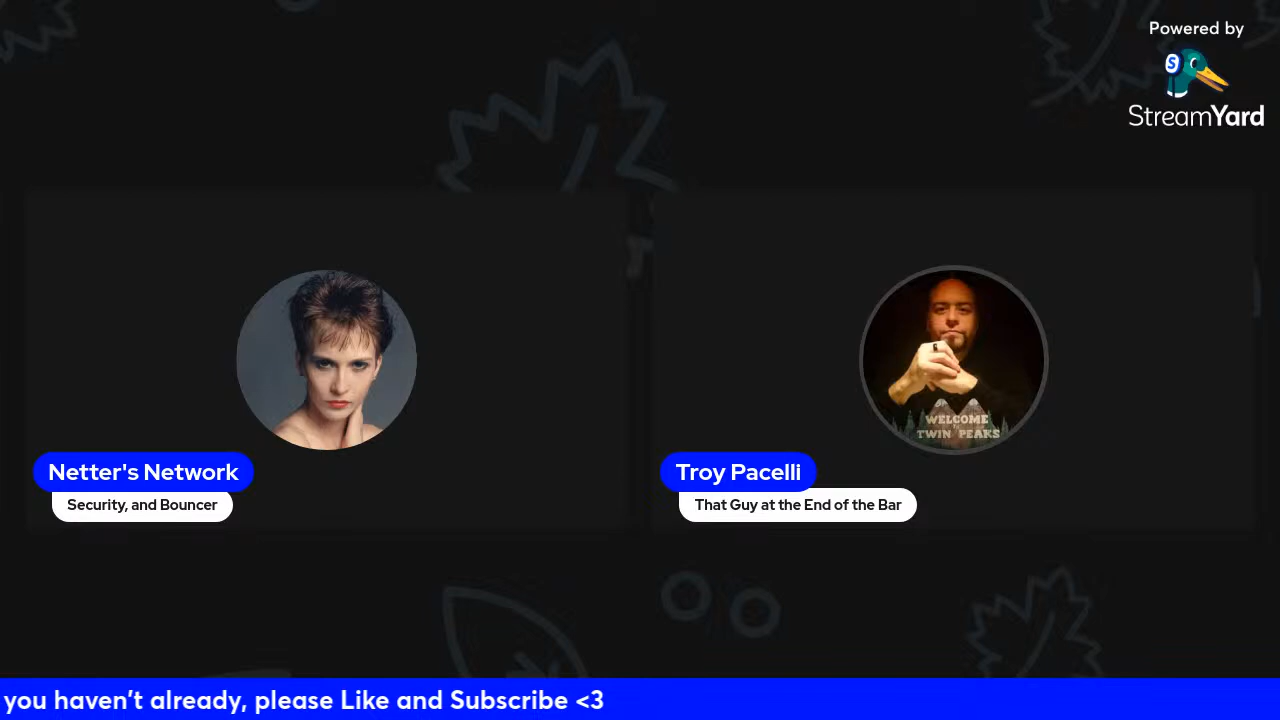 Powered by
S
StreamYard
WELCOME
TO
TWIN PEAKS
Netter's Network
Security, and Bouncer
Troy Pacelli
That Guy at the End of the Bar
you haven’t already, please Like and Subscribe <3